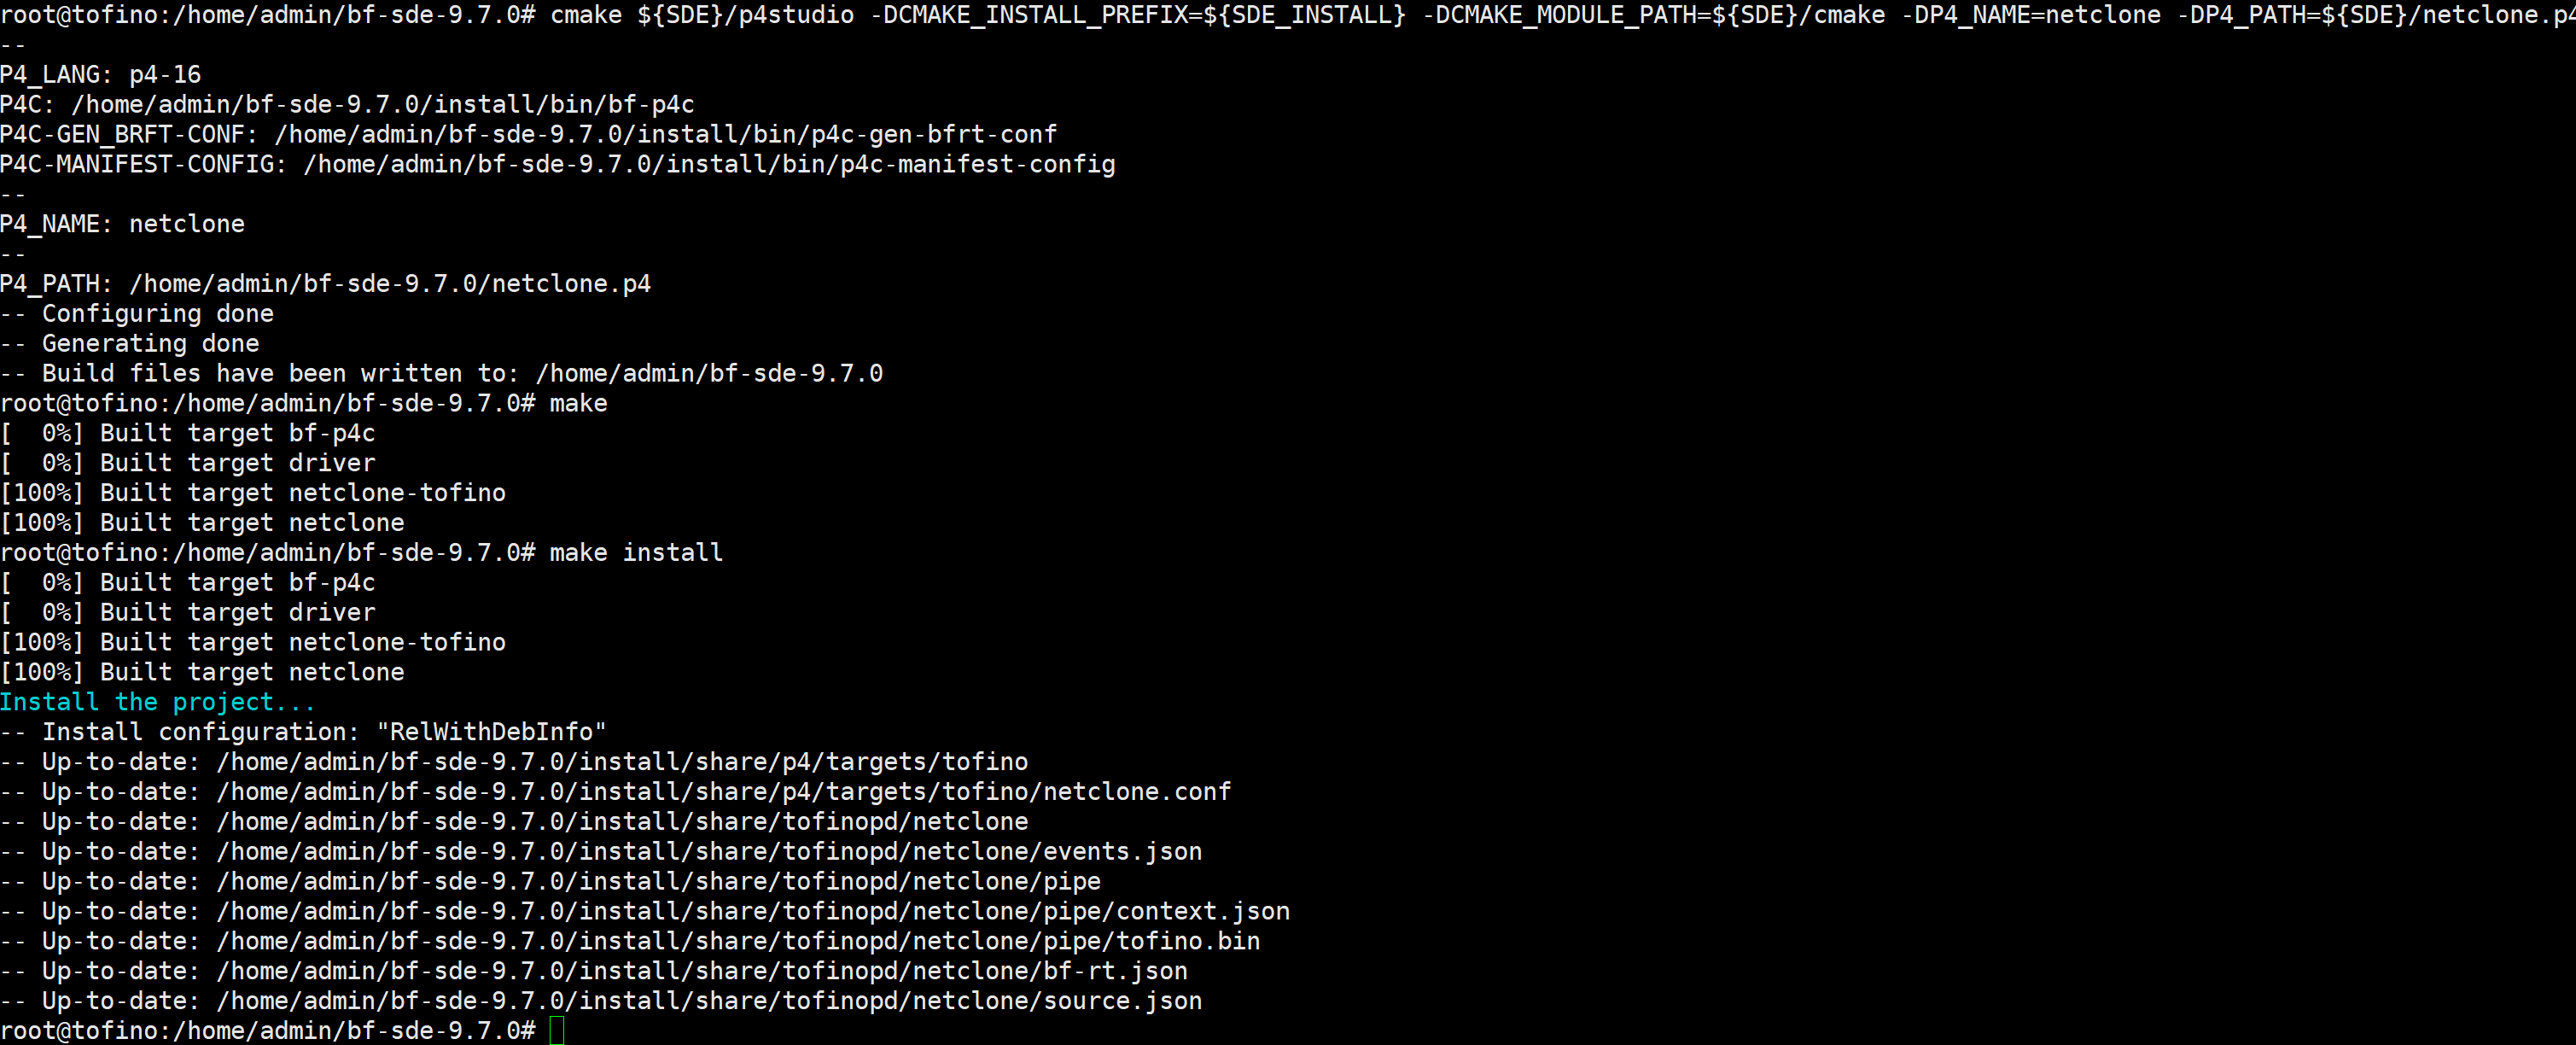 root@tofino:/home/admin/bf-sde-9.7.0# cmake ${SDE}/p4studio -DCMAKE_INSTALL_PREFIX=${SDE_INSTALL} -DCMAKE_MODULE_PATH=${SDE}/cmake -DP4_NAME=netclone -DP4_PATH=${SDE}/netclone.p4
--
P4_LANG: p4-16
P4C: /home/admin/bf-sde-9.7.0/install/bin/bf-p4c
P4C-GEN_BRFT-CONF: /home/admin/bf-sde-9.7.0/install/bin/p4c-gen-bfrt-conf
P4C-MANIFEST-CONFIG: /home/admin/bf-sde-9.7.0/install/bin/p4c-manifest-config
--
P4_NAME: netclone
--
P4_PATH: /home/admin/bf-sde-9.7.0/netclone.p4
-- Configuring done
-- Generating done
-- Build files have been written to: /home/admin/bf-sde-9.7.0
root@tofino:/home/admin/bf-sde-9.7.0# make
[  0%] Built target bf-p4c
[  0%] Built target driver
[100%] Built target netclone-tofino
[100%] Built target netclone
root@tofino:/home/admin/bf-sde-9.7.0# make install
[  0%] Built target bf-p4c
[  0%] Built target driver
[100%] Built target netclone-tofino
[100%] Built target netclone
Install the project...
-- Install configuration: "RelWithDebInfo"
-- Up-to-date: /home/admin/bf-sde-9.7.0/install/share/p4/targets/tofino
-- Up-to-date: /home/admin/bf-sde-9.7.0/install/share/p4/targets/tofino/netclone.conf
-- Up-to-date: /home/admin/bf-sde-9.7.0/install/share/tofinopd/netclone
-- Up-to-date: /home/admin/bf-sde-9.7.0/install/share/tofinopd/netclone/events.json
-- Up-to-date: /home/admin/bf-sde-9.7.0/install/share/tofinopd/netclone/pipe
-- Up-to-date: /home/admin/bf-sde-9.7.0/install/share/tofinopd/netclone/pipe/context.json
-- Up-to-date: /home/admin/bf-sde-9.7.0/install/share/tofinopd/netclone/pipe/tofino.bin
-- Up-to-date: /home/admin/bf-sde-9.7.0/install/share/tofinopd/netclone/bf-rt.json
-- Up-to-date: /home/admin/bf-sde-9.7.0/install/share/tofinopd/netclone/source.json
root@tofino:/home/admin/bf-sde-9.7.0#